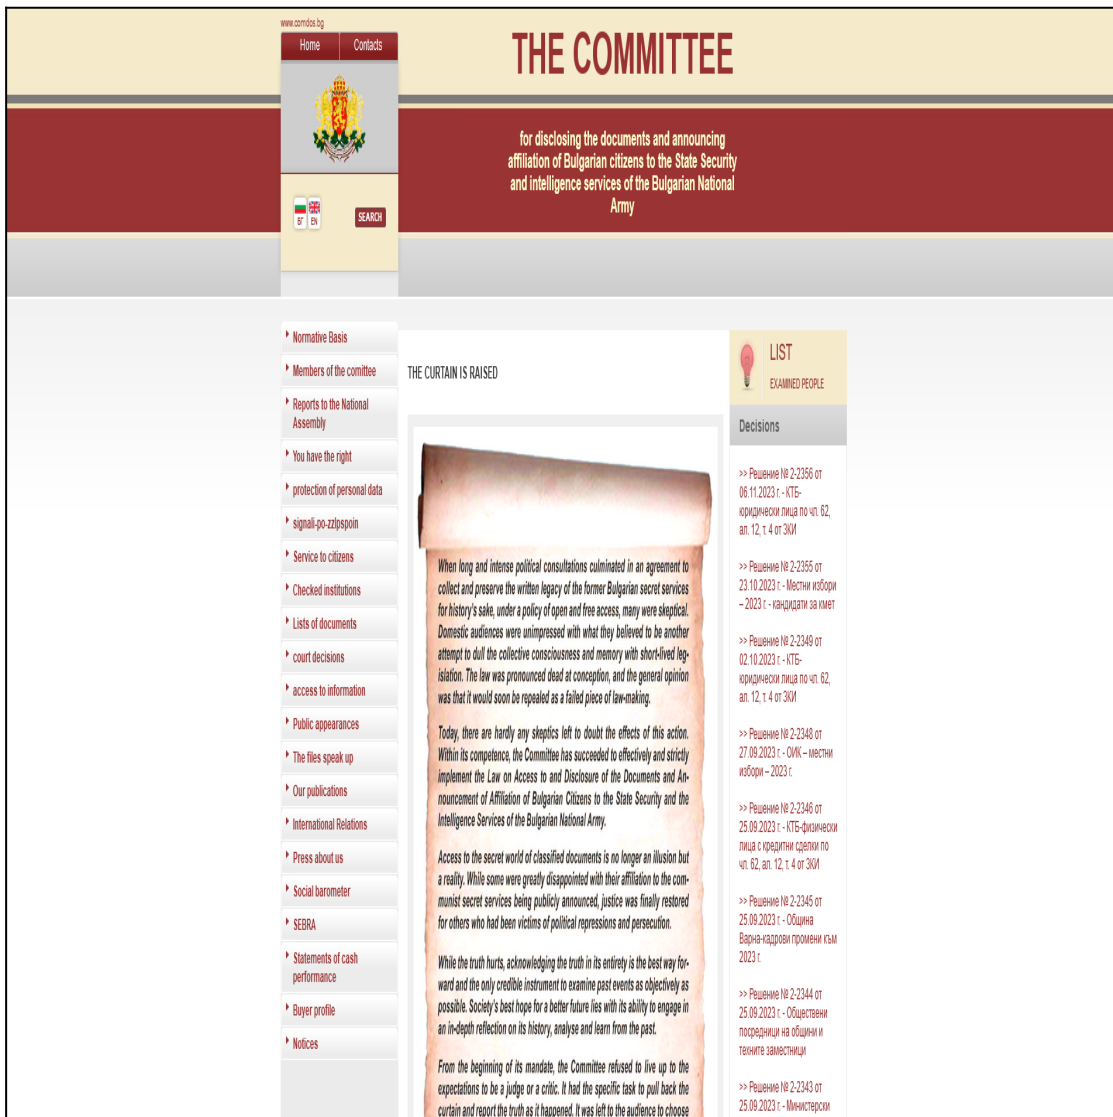 www.comdos.bg
Home
Contacts
THE COMMITTEE
for disclosing the documents and announcing
affiliation of Bulgarian citizens to the State Security
and intelligence services of the Bulgarian National
Army
БГ
EN
SEARCH
Normative Basis
Members of the comittee
Reports to the National
Assembly
You have the right
protection of personal data
signali-po-zzlpspoin
Service to citizens
Checked institutions
Lists of documents
court decisions
access to information
Public appearances
The files speak up
Our publications
International Relations
Press about us
Social barometer
SEBRA
Statements of cash
performance
Buyer profile
Notices
THE CURTAIN IS RAISED
When long and intense political consultations culminated in an agreement to
collect and preserve the written legacy of the former Bulgarian secret services
for history's sake, under a policy of open and free access, many were skeptical.
Domestic audiences were unimpressed with what they believed to be another
attempt to dull the collective consciousness and memory with short-lived leg-
islation. The law was pronounced dead at conception, and the general opinion
was that it would soon be repealed as a failed piece of law-making.
Today, there are hardly any skeptics left to doubt the effects of this action.
Within its competence, the Committee has succeeded to effectively and strictly
implement the Law on Access to and Disclosure of the Documents and An-
nouncement of Affiliation of Bulgarian Citizens to the State Security and the
Intelligence Services of the Bulgarian National Army.
Access to the secret world of classified documents is no longer an illusion but
a reality. While some were greatly disappointed with their affiliation to the com-
munist secret services being publicly announced, justice was finally restored
for others who had been victims of political repressions and persecution.
While the truth hurts, acknowledging the truth in its entirety is the best way for-
ward and the only credible instrument to examine past events as objectively as
possible. Society's best hope for a better future lies with its ability to engage in
an in-depth reflection on its history, analyse and learn from the past.
From the beginning of its mandate, the Committee refused to live up to the
expectations to be a judge or a critic. It had the specific task to pull back the
curtain and report the truth as it happened. It was left to the audience to choose
LIST
EXAMINED PEOPLE
Decisions
>> Решение № 2-2356 от
06.11.2023 г. - КТБ-
юридически лица по чл. 62,
ал. 12, т. 4 от ЗКИ
>> Решение № 2-2355 от
23.10.2023 г. - Местни избори
– 2023 г. - кандидати за кмет
>> Решение № 2-2349 от
02.10.2023 г. - КТБ-
юридически лица по чл. 62,
ал. 12, т. 4 от ЗКИ
>> Решение № 2-2348 от
27.09.2023 г. - ОИК – местни
избори – 2023 г.
>> Решение № 2-2346 от
25.09.2023 г. - КТБ-физически
лица с кредитни сделки по
чл. 62, ал. 12, т. 4 от ЗКИ
>> Решение № 2-2345 от
25.09.2023 г. - Община
Варна-кадрови промени към
2023 г.
>> Решение № 2-2344 от
25.09.2023 г. - Обществени
посредници на общини и
техните заместници
>> Решение № 2-2343 от
25.09.2023 г. - Министерски